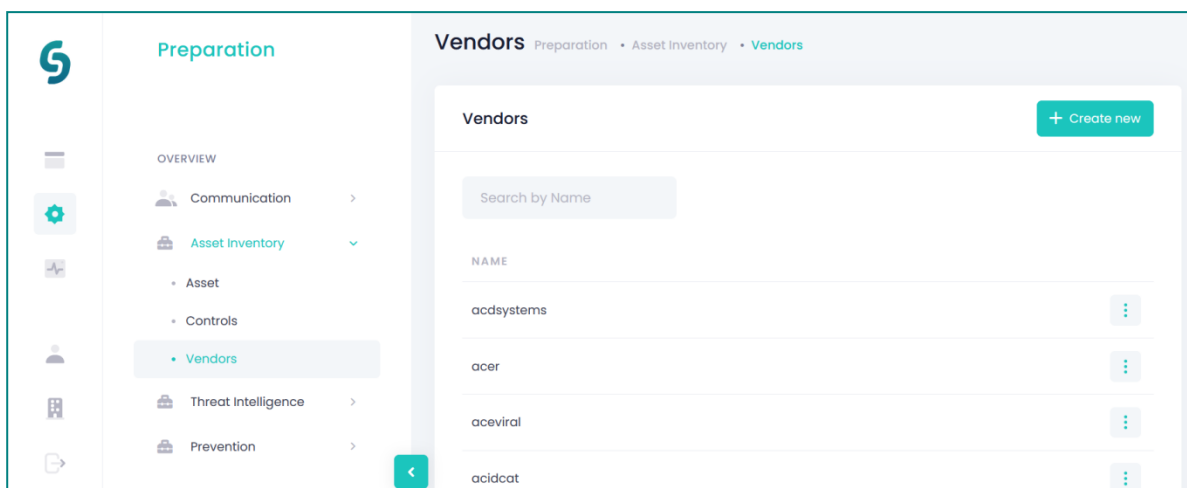 Preparation
OVERVIEW
Communication
Asset Inventory
Asset
Controls
Vendors
Threat Intelligence
Prevention
Vendors Preparation • Asset Inventory • Vendors
Vendors
+ Create new
Search by Name
NAME
acdsystems
acer
aceviral
acidcat